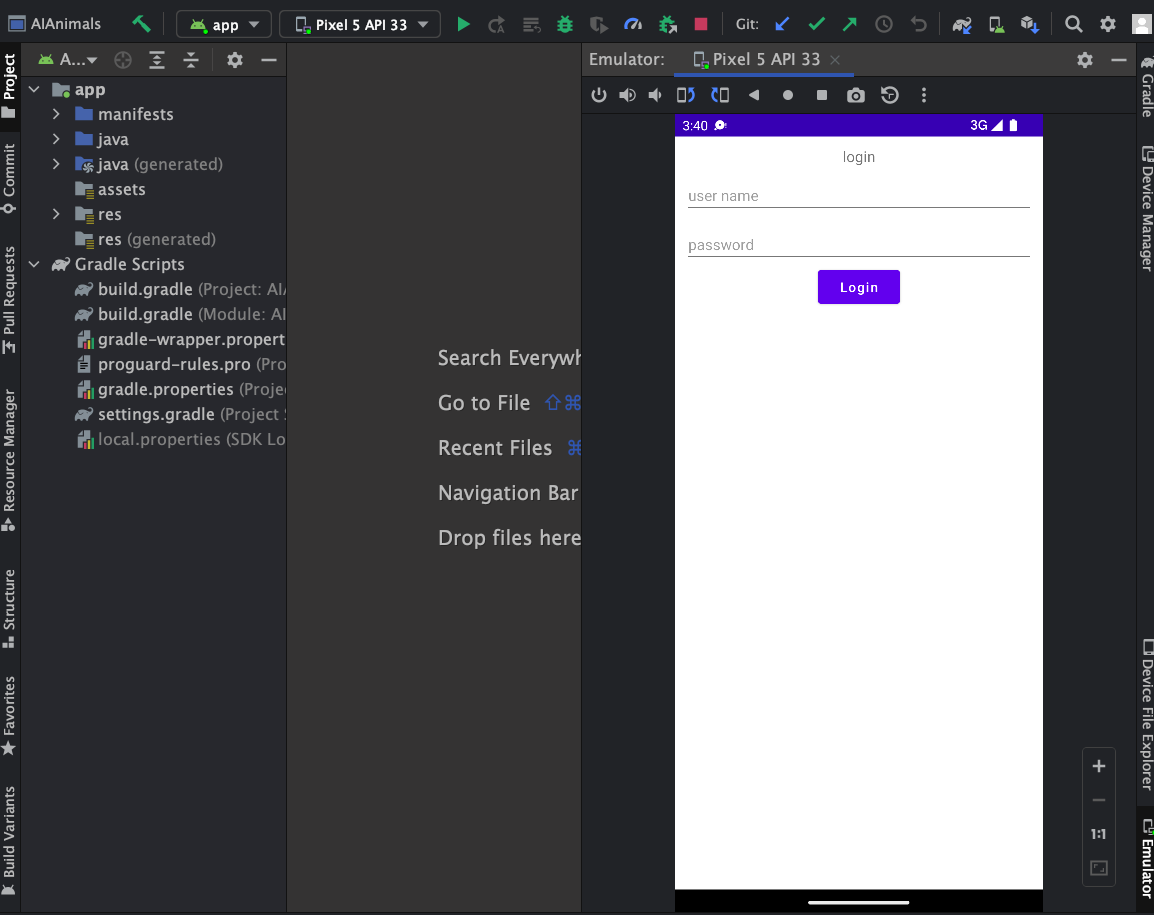 AIAnimals
app
Pixel 5 API 33
Git:
Project
Commit
Pull Requests
Resource Manager
Structure
Favorites
Build Variants
A...
app
manifests
java
java (generated)
assets
res
res (generated)
Gradle Scripts
build.gradle (Project: AIA
build.gradle (Module: AI
gradle-wrapper.propert
proguard-rules.pro (Pro
gradle.properties (Proje
settings.gradle (Project S
local.properties (SDK Lo
Search Everywh
Go to File ⇧⌘
Recent Files ⌘
Navigation Bar
Drop files here
Emulator:
Pixel 5 API 33
3:40
3G
login
user name
password
Login
1:1
Gradle
Device Manager
Device File Explorer
Emulator